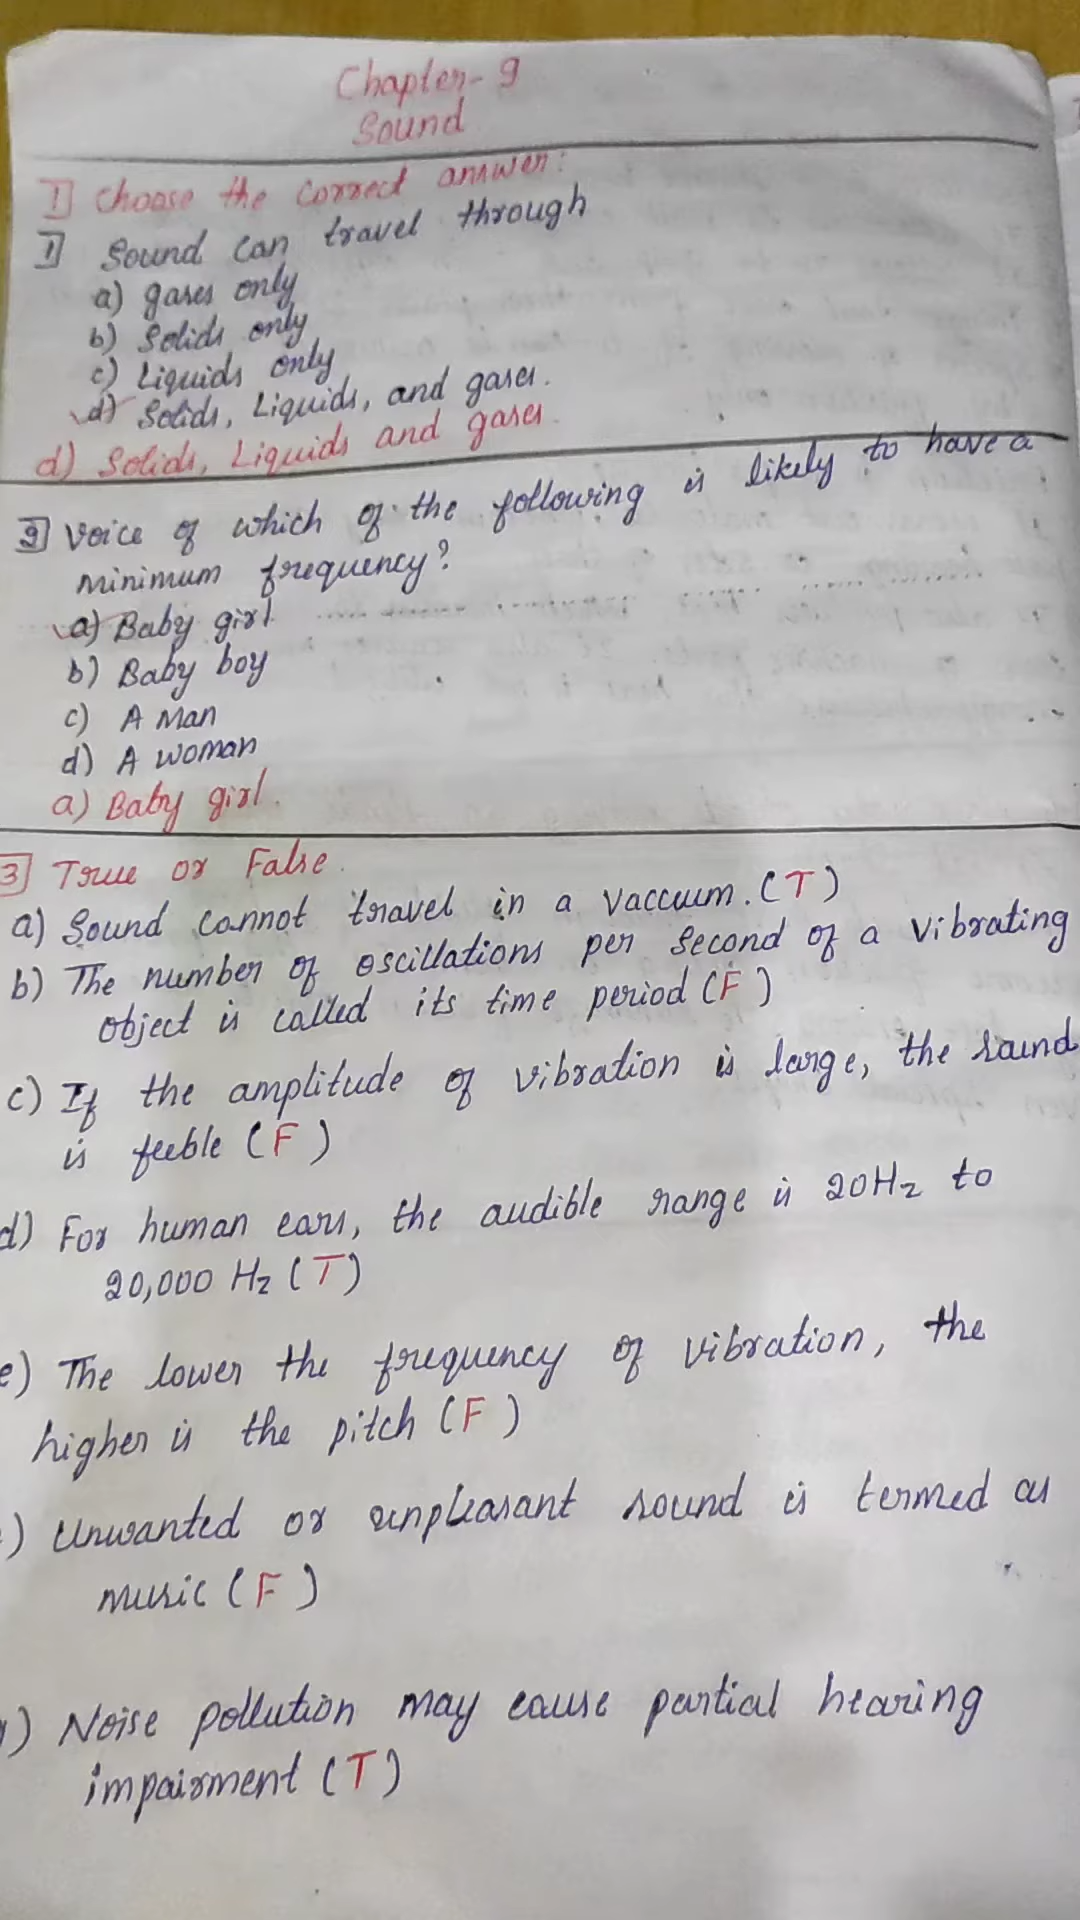 Chapter-9
Sound
1 Choose the Correct answer:
1 Sound can travel through
a) gases only
b) Solids only
c) Liquids only
d) Solids, Liquids, and gases.
d) Solids, Liquids and gases.
2 Voice of which of the following is likely to have a
minimum frequency?
a) Baby girl
b) Baby boy
c) A Man
d) A woman
a) Baby girl.
3 True or False.
a) Sound cannot travel in a vaccum. (T)
b) The number of oscillations per second of a vibrating
object is called its time period (F)
c) If the amplitude of vibration is large, the sound
is feeble (F)
d) For human ears, the audible range is 20Hz to
20,000 Hz (T)
e) The lower the frequency of vibration, the
higher is the pitch (F)
) Unwanted or unpleasant sound is termed as
music (F)
) Noise pollution may cause partial hearing
impairment (T)